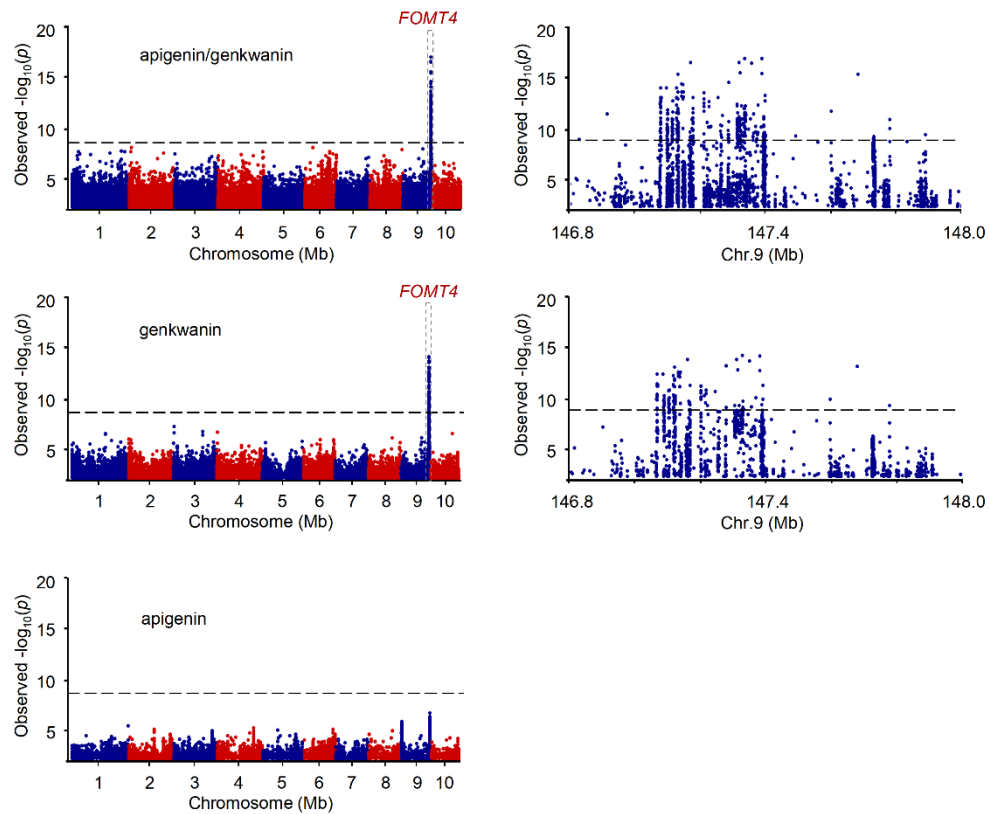 FOMT4
20
apigenin/genkwanin
15
10
5
Observed -log10(p)
1 2 3 4 5 6 7 8 9 10
Chromosome (Mb)
20
15
10
5
Observed -log10(p)
146.8 147.4 148.0
Chr.9 (Mb)
FOMT4
20
genkwanin
15
10
5
Observed -log10(p)
1 2 3 4 5 6 7 8 9 10
Chromosome (Mb)
20
15
10
5
Observed -log10(p)
146.8 147.4 148.0
Chr.9 (Mb)
20
apigenin
15
10
5
Observed -log10(p)
1 2 3 4 5 6 7 8 9 10
Chromosome (Mb)